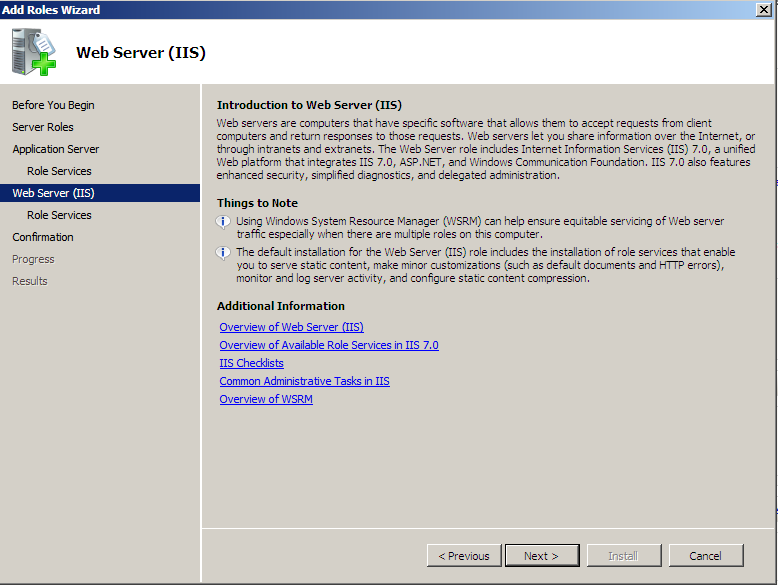 Add Roles Wizard
Web Server (IIS)
Before You Begin
Server Roles
Application Server
Role Services
Web Server (IIS)
Role Services
Confirmation
Progress
Results
Introduction to Web Server (IIS)
Web servers are computers that have specific software that allows them to accept requests from client
computers and return responses to those requests. Web servers let you share information over the Internet, or
through intranets and extranets. The Web Server role includes Internet Information Services (IIS) 7.0, a unified
Web platform that integrates IIS 7.0, ASP.NET, and Windows Communication Foundation. IIS 7.0 also features
enhanced security, simplified diagnostics, and delegated administration.
Things to Note
Using Windows System Resource Manager (WSRM) can help ensure equitable servicing of Web server
traffic especially when there are multiple roles on this computer.
The default installation for the Web Server (IIS) role includes the installation of role services that enable
you to serve static content, make minor customizations (such as default documents and HTTP errors),
monitor and log server activity, and configure static content compression.
Additional Information
Overview of Web Server (IIS)
Overview of Available Role Services in IIS 7.0
IIS Checklists
Common Administrative Tasks in IIS
Overview of WSRM
< Previous
Next >
Install
Cancel